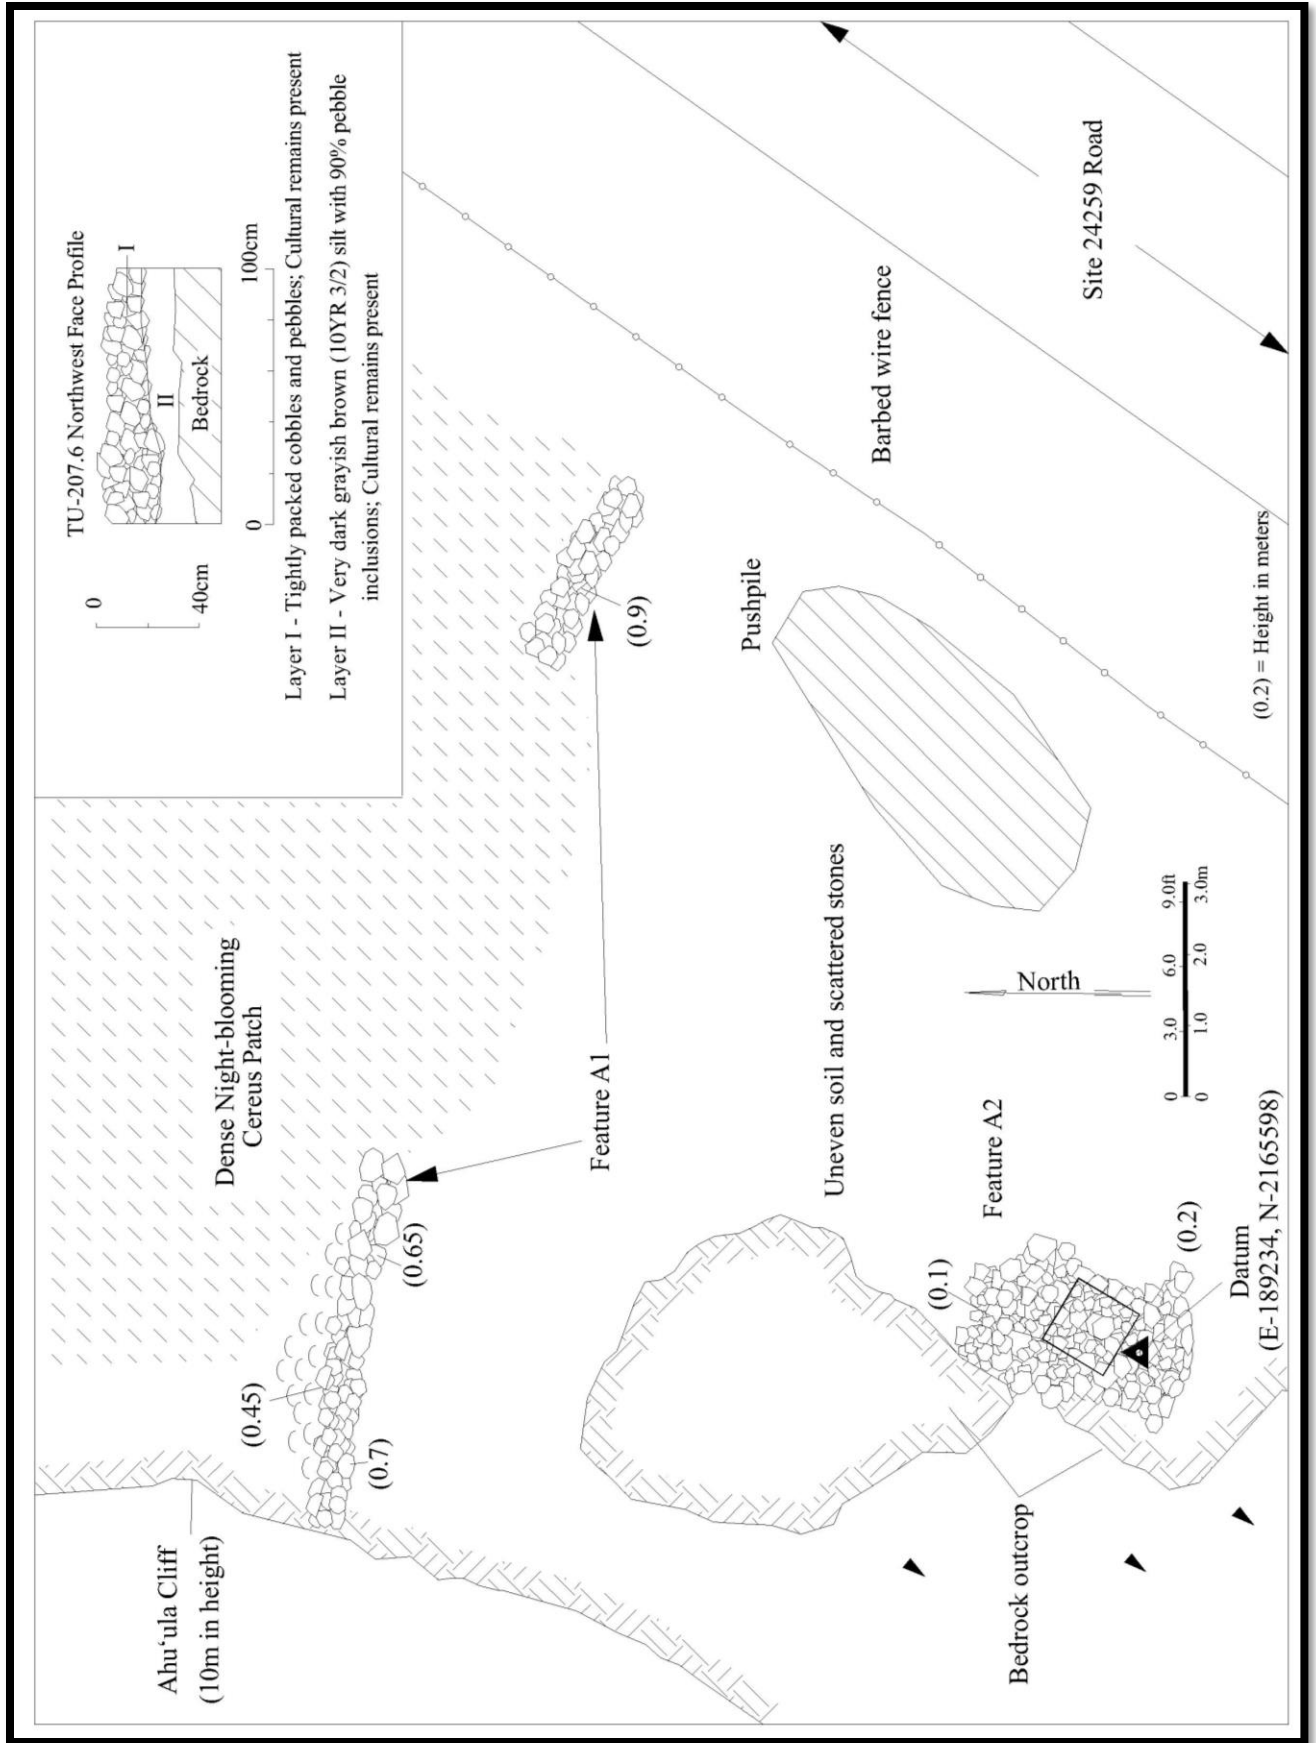 TU-207.6 Northwest Face Profile
0
40cm
I
II
Bedrock
0
100cm
Layer I - Tightly packed cobbles and pebbles; Cultural remains present
Layer II - Very dark grayish brown (10YR 3/2) silt with 90% pebble
inclusions; Cultural remains present
Ahuʻula Cliff
(10m in height)
Dense Night-blooming
Cereus Patch
(0.45)
(0.7)
(0.65)
Feature A1
(0.9)
Pushpile
Barbed wire fence
Uneven soil and scattered stones
Site 24259 Road
Feature A2
(0.1)
North
Bedrock outcrop
(0.2)
Datum
(E-189234, N-2165598)
0
3.0
6.0
9.0ft
0
1.0
2.0
3.0m
(0.2) = Height in meters